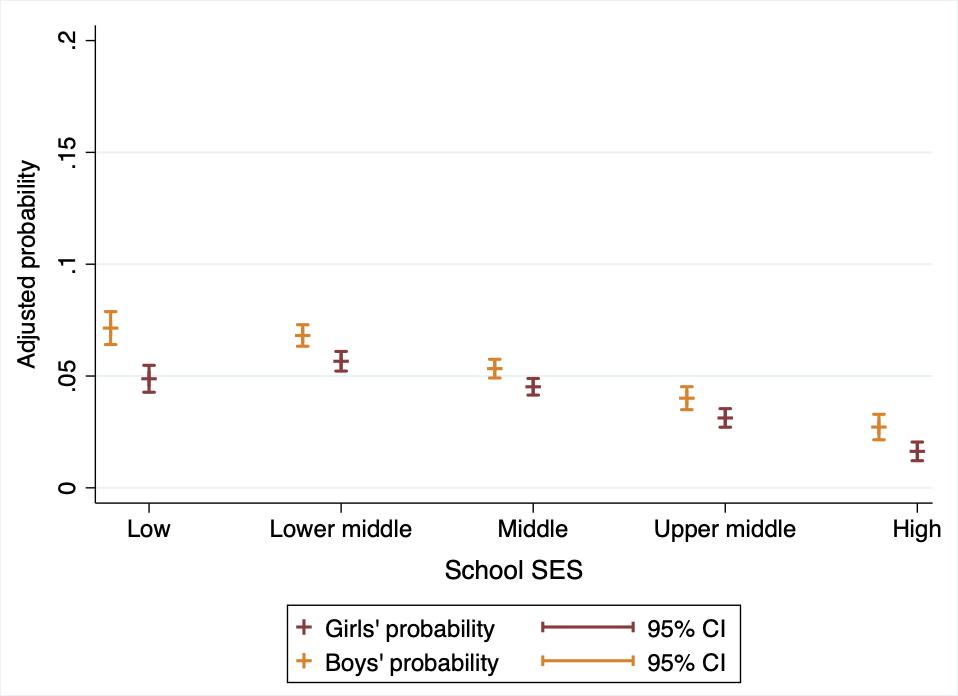 Adjusted probability
.2
.15
.1
.05
0
Low Lower middle Middle Upper middle High
School SES
Girls' probability 95% CI
Boys' probability 95% CI